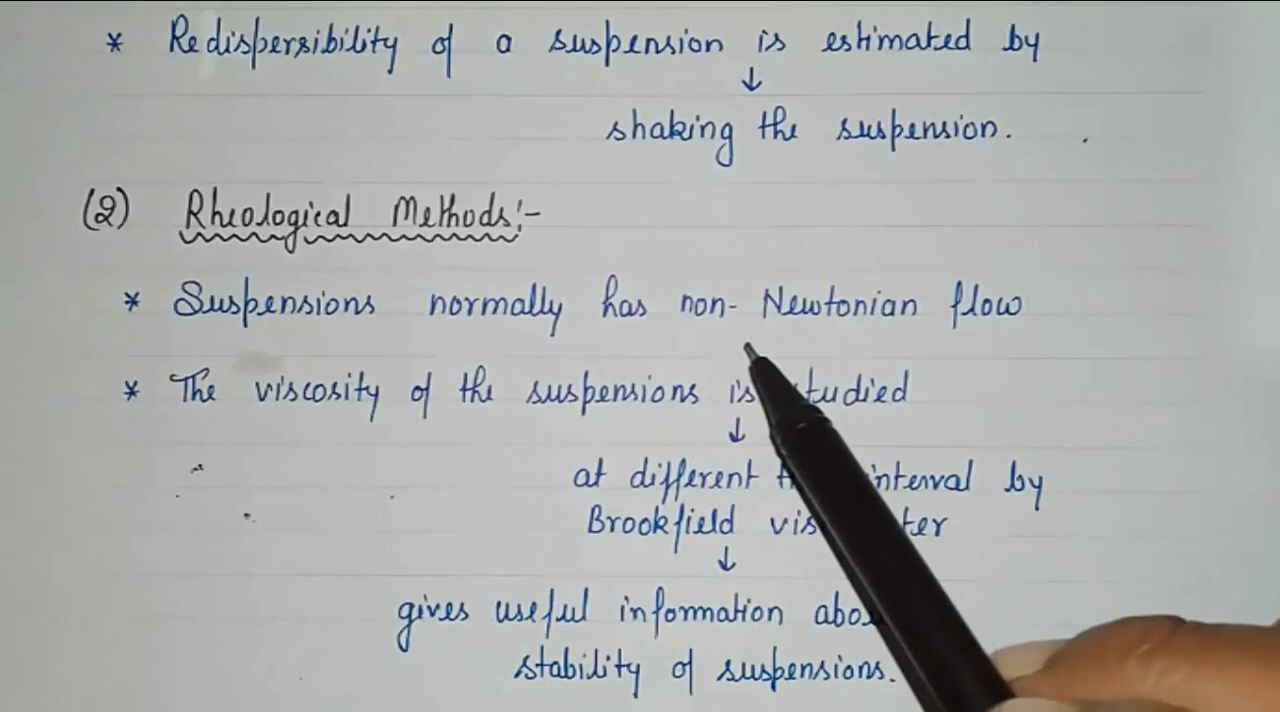 * Redispersibility of a suspension is estimated by
↓
shaking the suspension.
(2) Rheological Methods:-
* Suspensions normally has non-Newtonian flow
* The viscosity of the suspensions is studied
↓
at different interval by
Brookfield
↓
gives useful information
stability of suspensions.